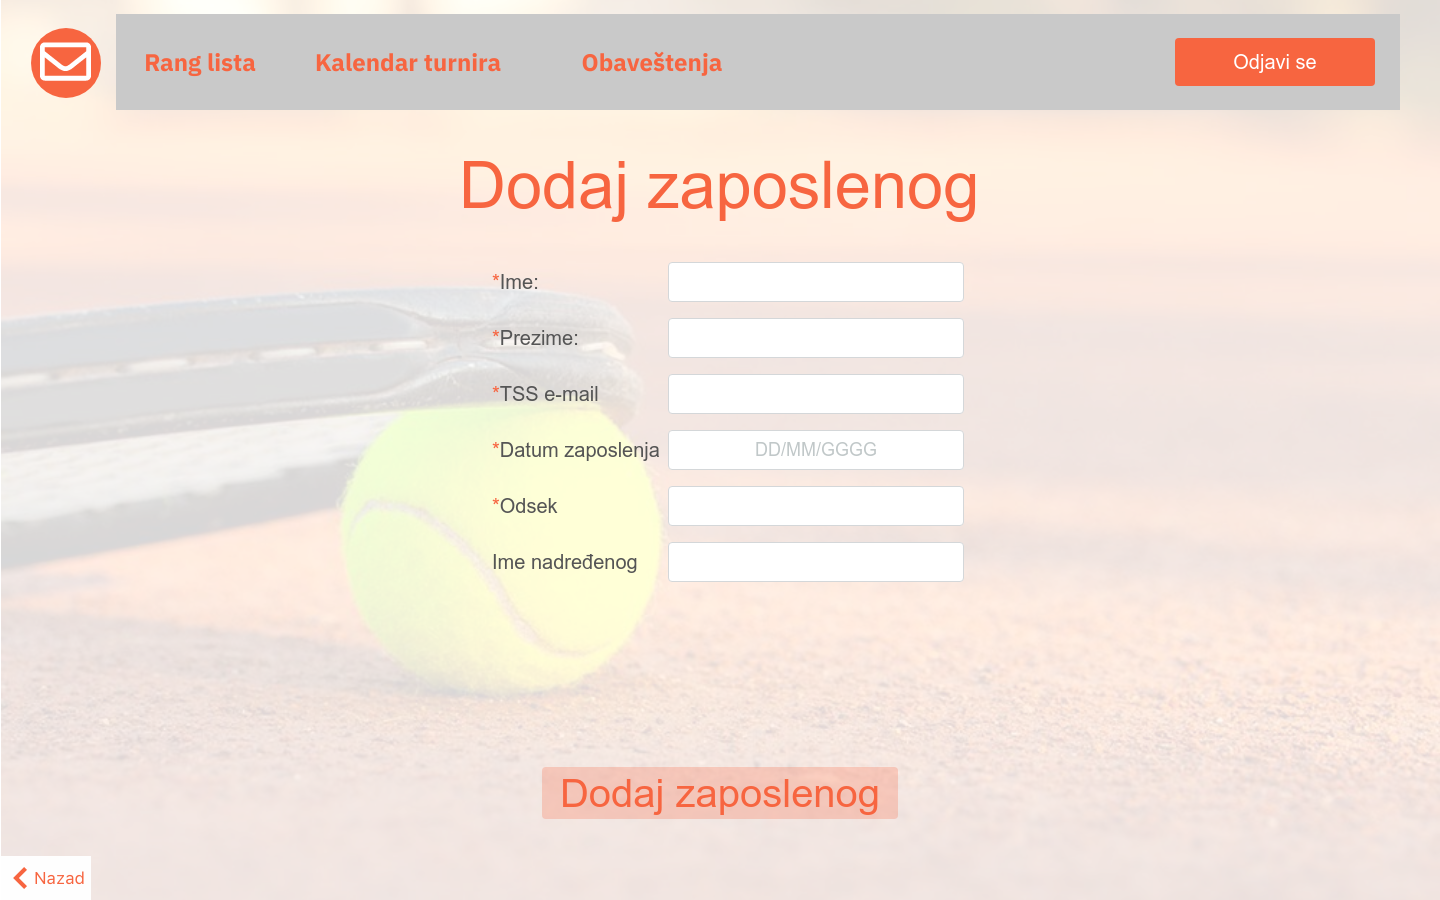 Rang lista Kalendar turnira Obaveštenja Odjavi se
Dodaj zaposlenog
*Ime:
*Prezime:
*TSS e-mail
*Datum zaposlenja DD/MM/GGGG
*Odsek
Ime nadređenog
Dodaj zaposlenog
Nazad